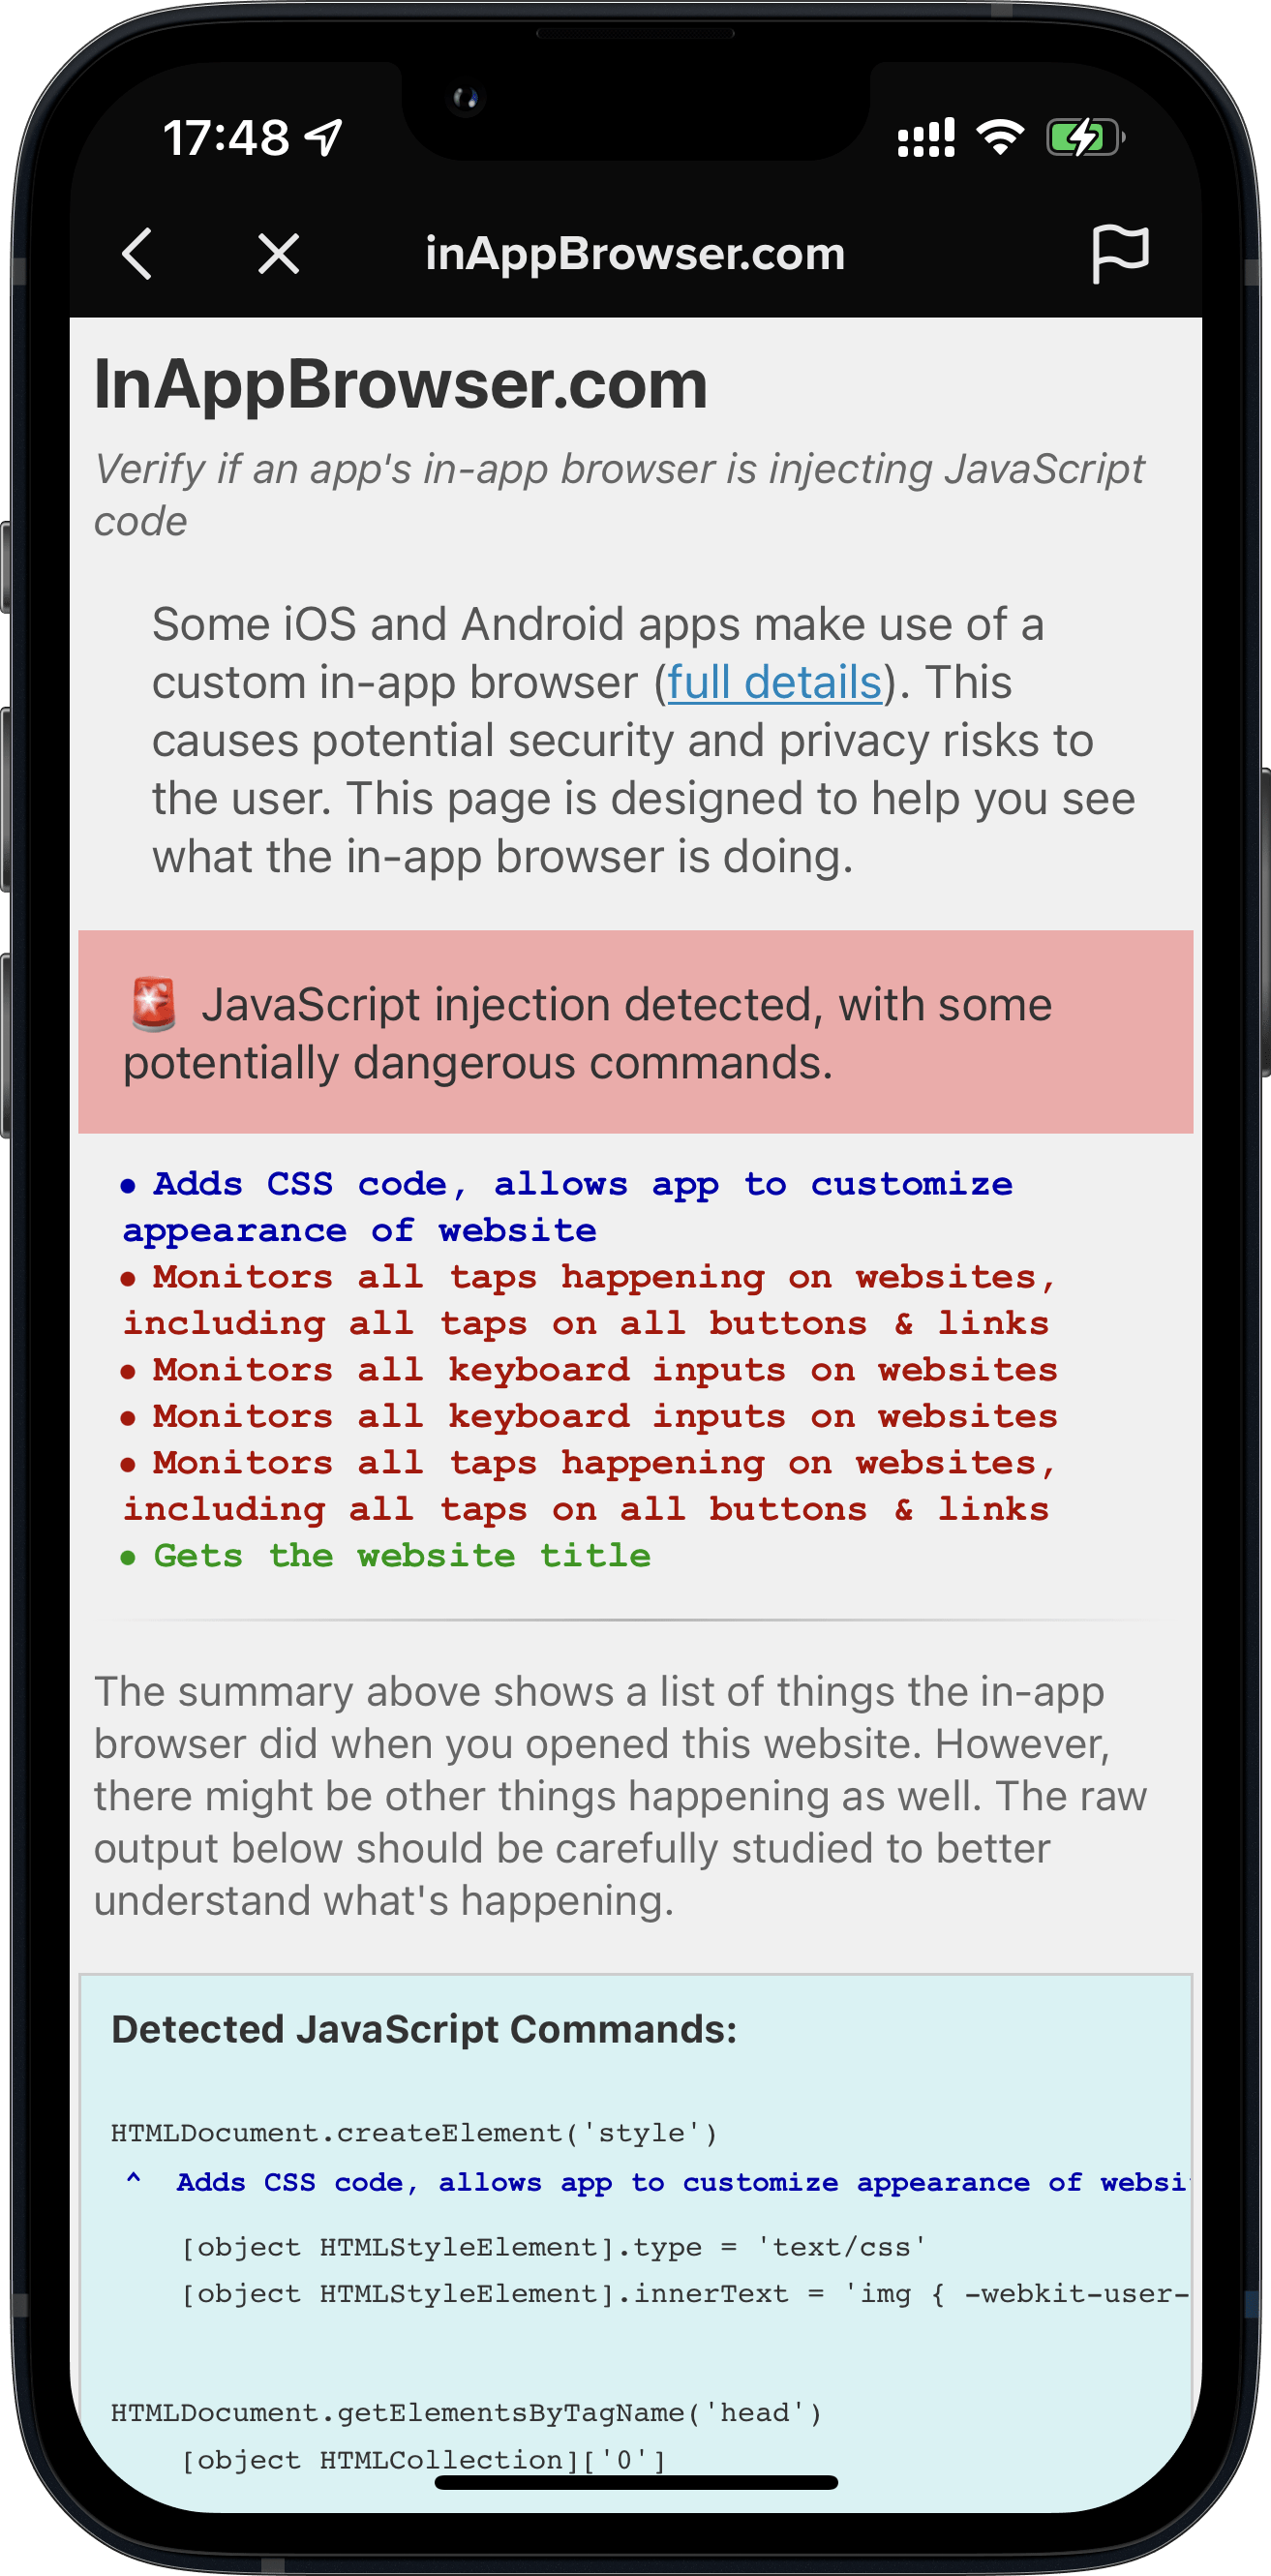 17:48
inAppBrowser.com
InAppBrowser.com
Verify if an app's in-app browser is injecting JavaScript
code
Some iOS and Android apps make use of a
custom in-app browser (full details). This
causes potential security and privacy risks to
the user. This page is designed to help you see
what the in-app browser is doing.
🚨 JavaScript injection detected, with some
potentially dangerous commands.
• Adds CSS code, allows app to customize
appearance of website
• Monitors all taps happening on websites,
including all taps on all buttons & links
• Monitors all keyboard inputs on websites
• Monitors all keyboard inputs on websites
• Monitors all taps happening on websites,
including all taps on all buttons & links
• Gets the website title
The summary above shows a list of things the in-app
browser did when you opened this website. However,
there might be other things happening as well. The raw
output below should be carefully studied to better
understand what's happening.
Detected JavaScript Commands:
HTMLDocument.createElement('style')
^ Adds CSS code, allows app to customize appearance of websi
[object HTMLStyleElement].type = 'text/css'
[object HTMLStyleElement].innerText = 'img { -webkit-user-
HTMLDocument.getElementsByTagName('head')
[object HTMLCollection]['0']